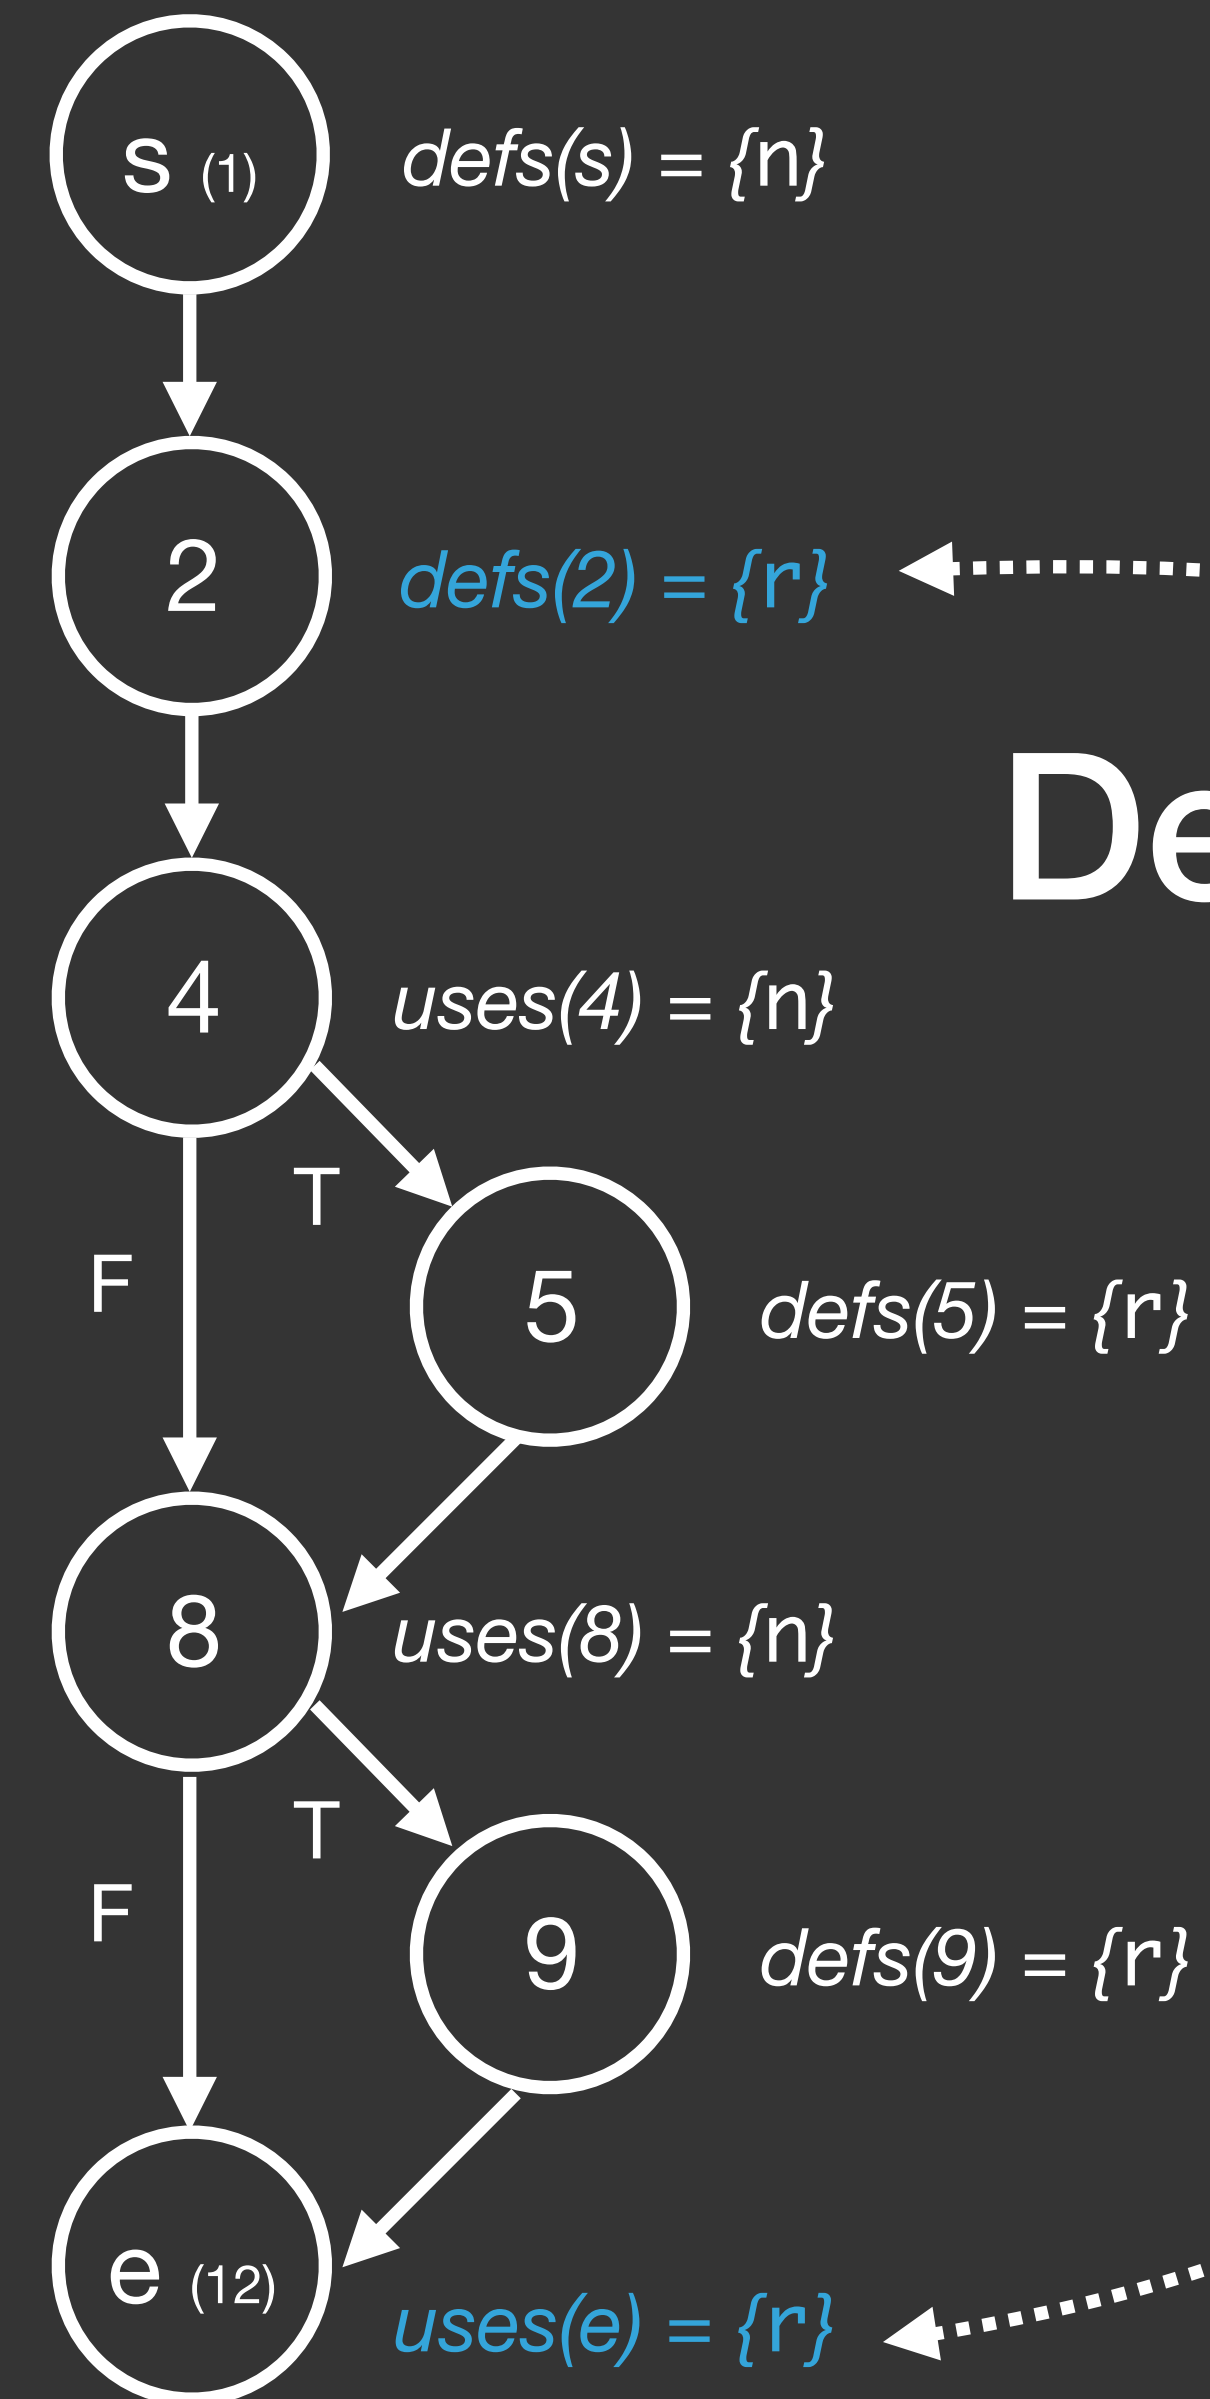 s (1)
defs(s) = {n}
2
defs(2) = {r}
De
4
uses(4) = {n}
T
F
5
defs(5) = {r}
8
uses(8) = {n}
T
F
9
defs(9) = {r}
e (12)
uses(e) = {r}